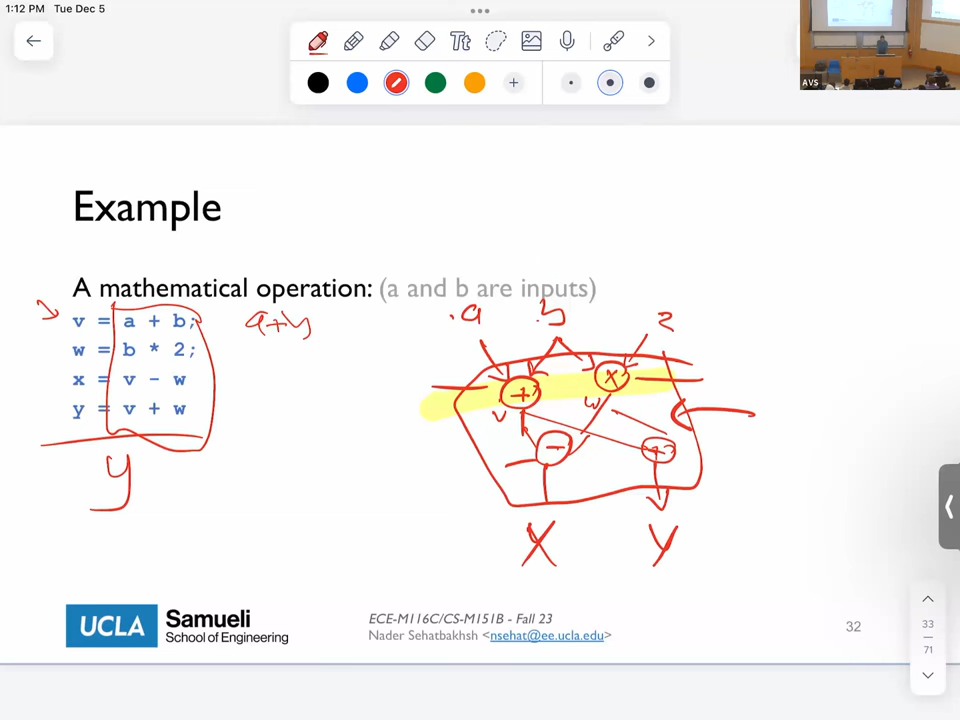 1:12 PM Tue Dec 5
Tt
AVS
Example
A mathematical operation: (a and b are inputs)
v = a + b;
w = b * 2;
x = v - w
y = v + w
a+b
y
.a
.b
2
+
x
v
w
-
+
X
Y
UCLA
Samueli
School of Engineering
ECE-M116C/CS-M151B - Fall 23
Nader Sehatbakhsh <nsehat@ee.ucla.edu>
32
33
71